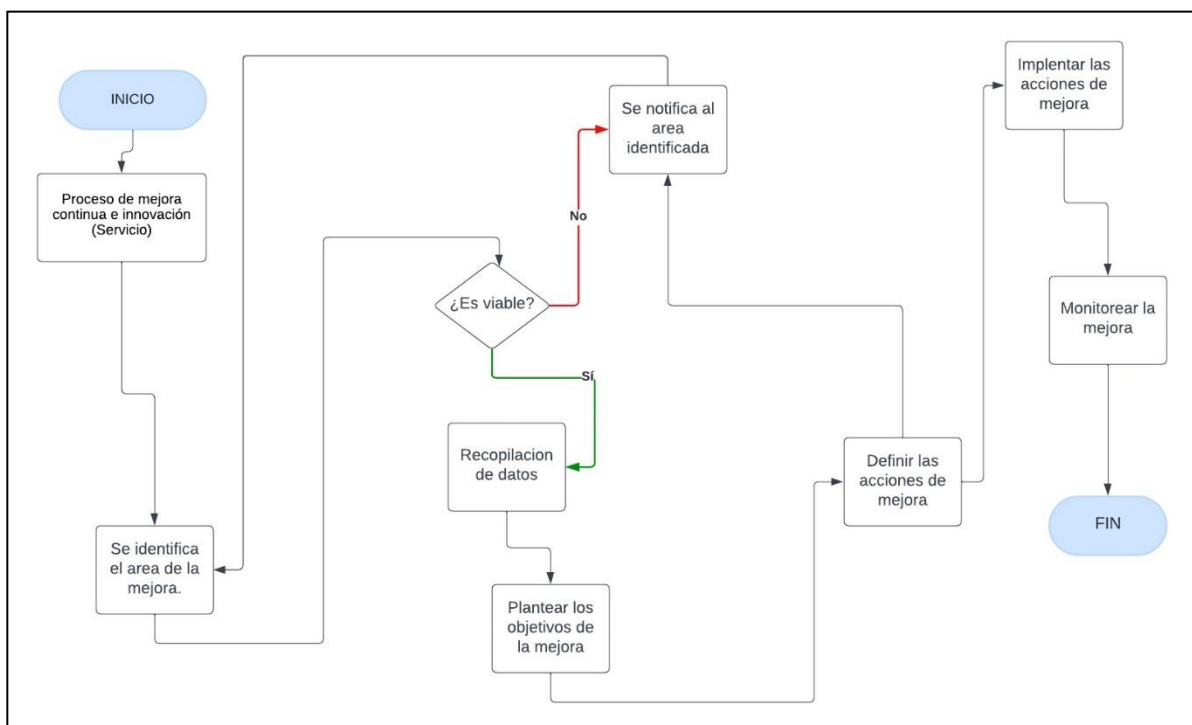 INICIO
Proceso de mejora
continua e innovación
(Servicio)
Se identifica
el area de la
mejora.
¿Es viable?
No
Se notifica al
area
identificada
Sí
Recopilacion
de datos
Plantear los
objetivos de
la mejora
Definir las
acciones de
mejora
Implentar las
acciones de
mejora
Monitorear la
mejora
FIN